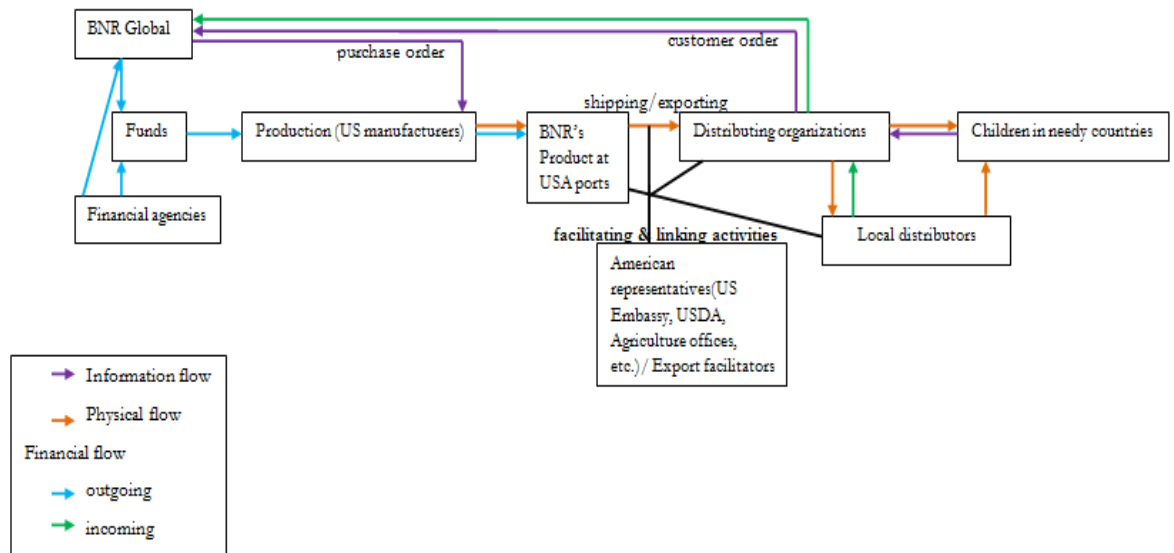 BNR Global
customer order
purchase order
shipping/exporting
Funds
Production (US manufacturers)
BNR's
Product at
USA ports
Distributing organizations
Children in needy countries
Financial agencies
facilitating & linking activities
Local distributors
American
representatives(US
Embassy, USDA,
Agriculture offices,
etc.)/ Export facilitators
Information flow
Physical flow
Financial flow
outgoing
incoming